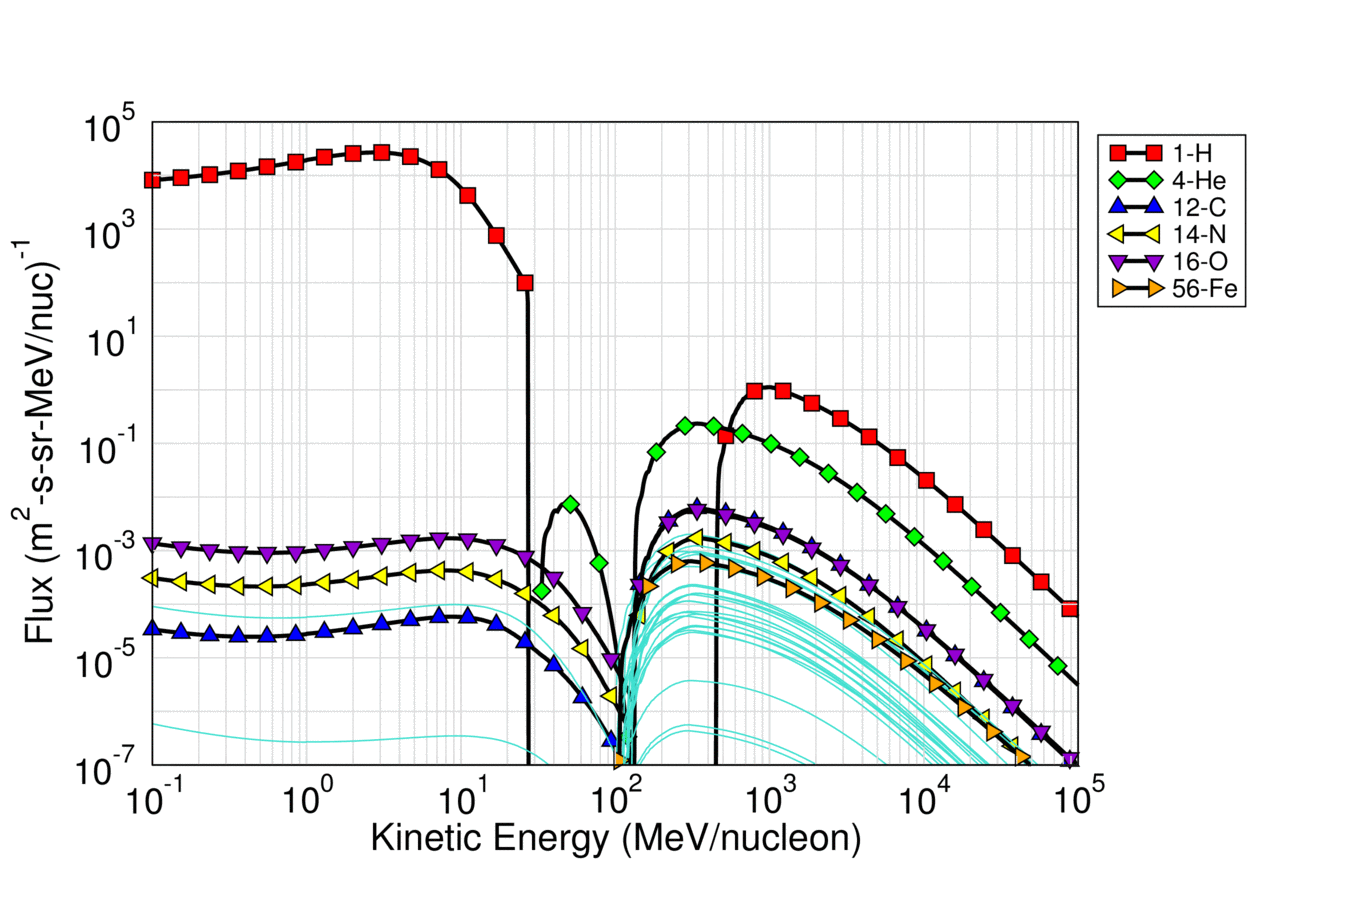 10^5
10^3
10^1
10^-1
10^-3
10^-5
10^-7
Flux (m^2-s-sr-MeV/nuc)^-1
10^-1 10^0 10^1 10^2 10^3 10^4 10^5
Kinetic Energy (MeV/nucleon)
1-H
4-He
12-C
14-N
16-O
56-Fe